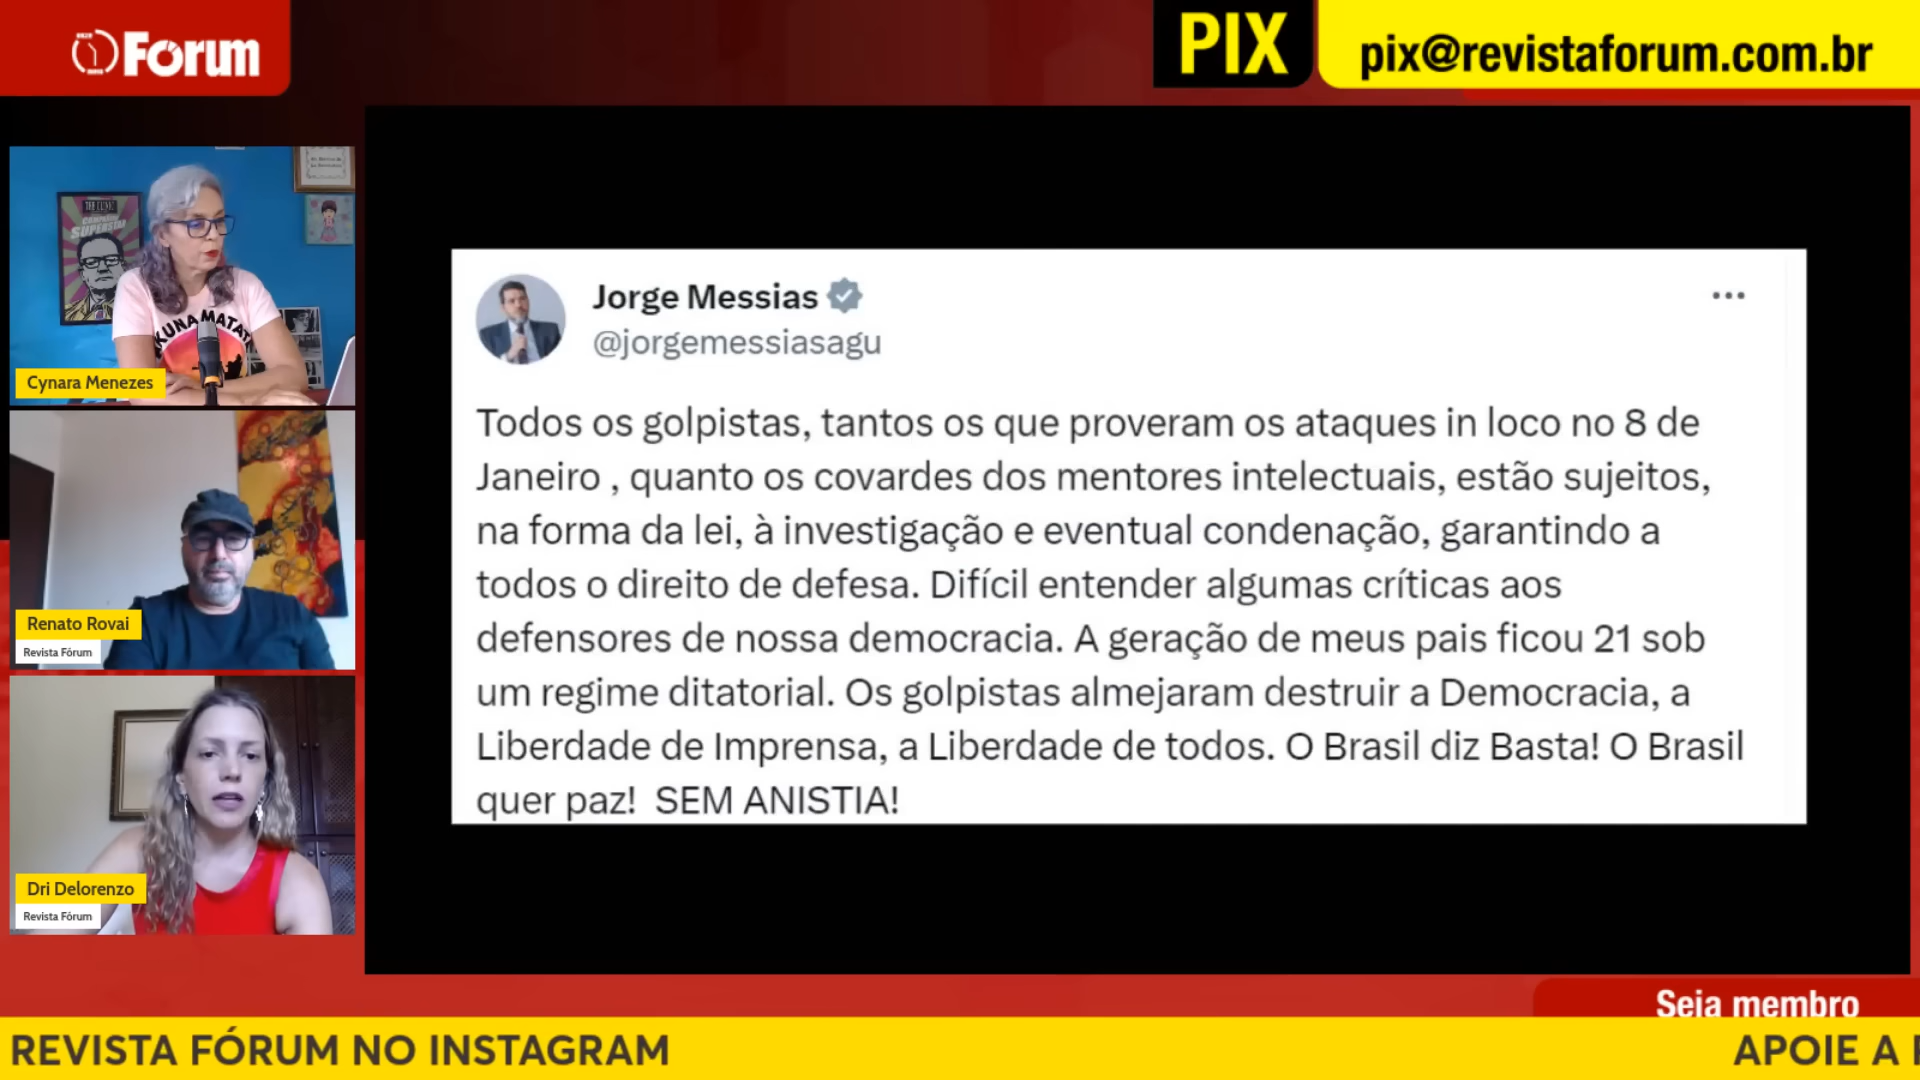 Fórum
PIX
pix@revistaforum.com.br
SUPERSTAR
KUNA MATAT
Cynara Menezes
Renato Rovai
Revista Fórum
Dri Delorenzo
Revista Fórum
Jorge Messias
@jorgemessiasagu
Todos os golpistas, tantos os que proveram os ataques in loco no 8 de
Janeiro , quanto os covardes dos mentores intelectuais, estão sujeitos,
na forma da lei, à investigação e eventual condenação, garantindo a
todos o direito de defesa. Difícil entender algumas críticas aos
defensores de nossa democracia. A geração de meus pais ficou 21 sob
um regime ditatorial. Os golpistas almejaram destruir a Democracia, a
Liberdade de Imprensa, a Liberdade de todos. O Brasil diz Basta! O Brasil
quer paz!  SEM ANISTIA!
Seja membro
REVISTA FÓRUM NO INSTAGRAM
APOIE A